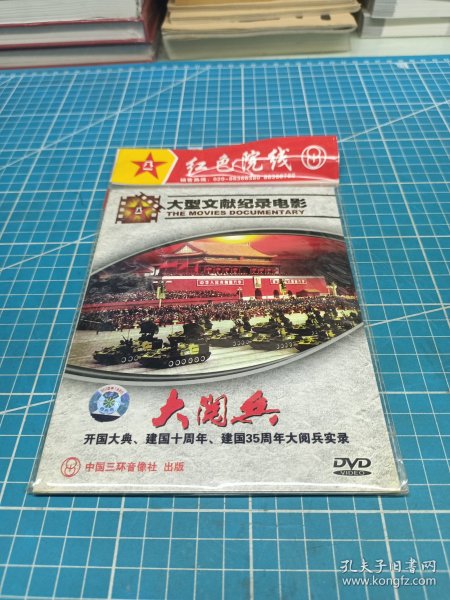 红色院线
大型文献纪录电影
THE MOVIES DOCUMENTARY
大阅兵
开国大典、建国十周年、建国35周年大阅兵实录
中国三环音像社 出版
DVD
VIDEO
孔夫子旧书网
www.kongfz.com